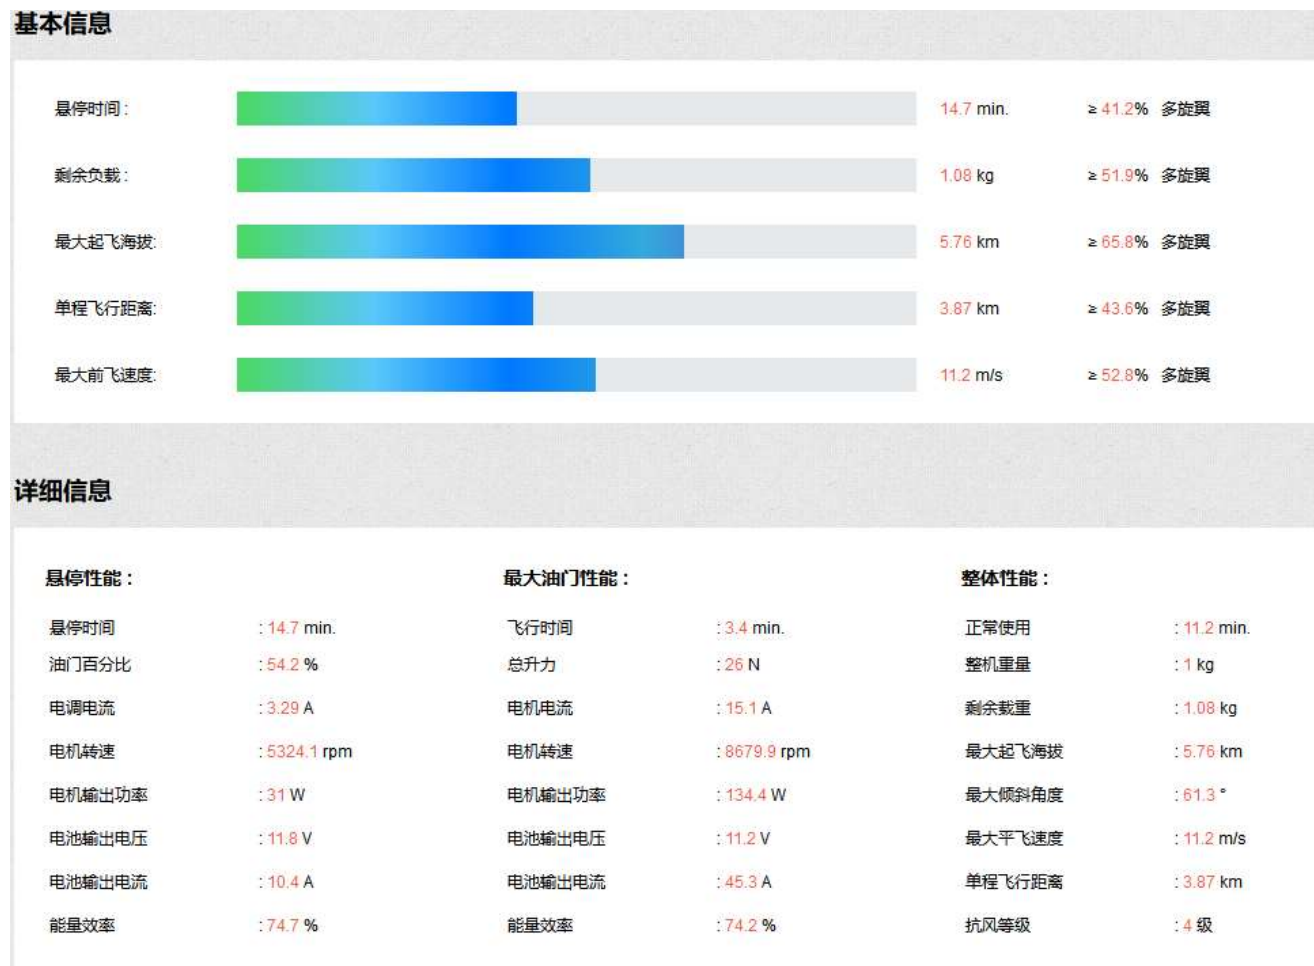 基本信息
悬停时间: 14.7 min. ≥ 41.2% 多旋翼
剩余负载: 1.08 kg ≥ 51.9% 多旋翼
最大起飞海拔: 5.76 km ≥ 65.8% 多旋翼
单程飞行距离: 3.87 km ≥ 43.6% 多旋翼
最大前飞速度: 11.2 m/s ≥ 52.8% 多旋翼
详细信息
悬停性能: 最大油门性能: 整体性能:
悬停时间 : 14.7 min. 飞行时间 : 3.4 min. 正常使用 : 11.2 min.
油门百分比 : 54.2 % 总升力 : 26 N 整机重量 : 1 kg
电调电流 : 3.29 A 电机电流 : 15.1 A 剩余载重 : 1.08 kg
电机转速 : 5324.1 rpm 电机转速 : 8679.9 rpm 最大起飞海拔 : 5.76 km
电机输出功率 : 31 W 电机输出功率 : 134.4 W 最大倾斜角度 : 61.3 °
电池输出电压 : 11.8 V 电池输出电压 : 11.2 V 最大平飞速度 : 11.2 m/s
电池输出电流 : 10.4 A 电池输出电流 : 45.3 A 单程飞行距离 : 3.87 km
能量效率 : 74.7 % 能量效率 : 74.2 % 抗风等级 : 4 级